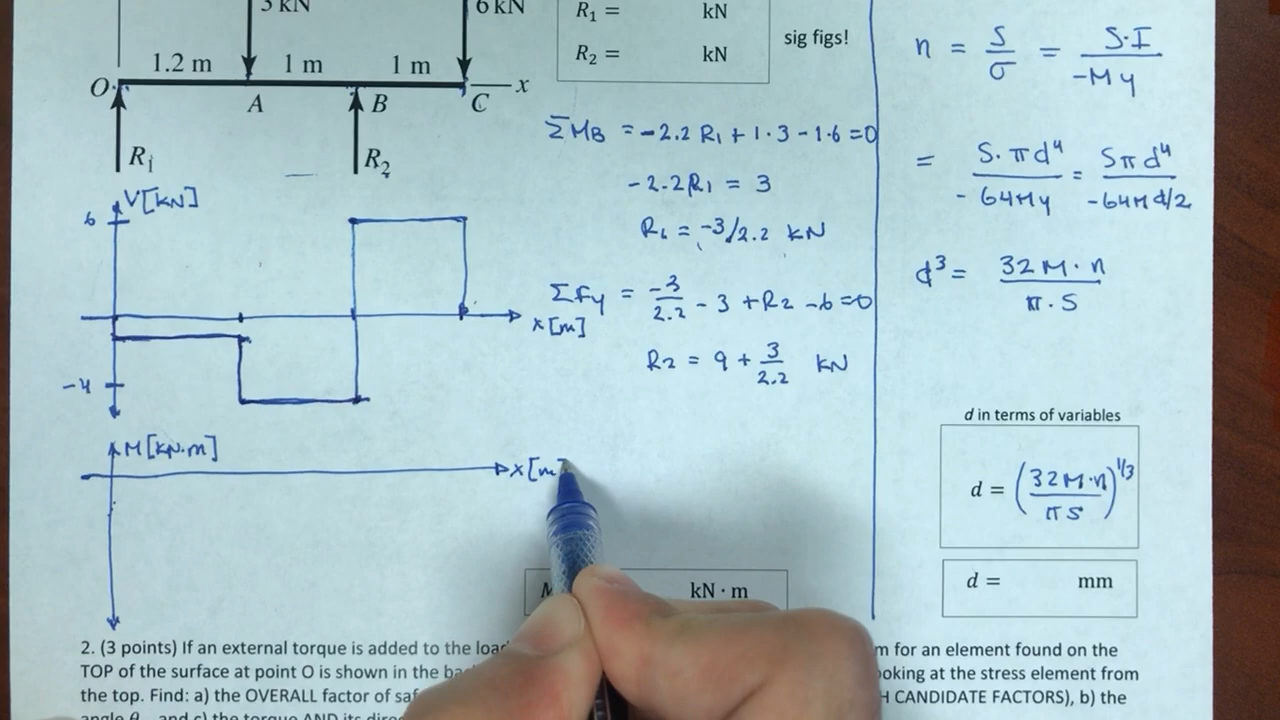 3 kN
6 kN
1.2 m 1 m 1 m
O A B C x
R1 R2
R1 = kN
R2 = kN
sig figs!
ΣMB = -2.2 R1 + 1·3 - 1·6 = 0
-2.2R1 = 3
R1 = -3/2.2 kN
ΣFy = -3/2.2 - 3 + R2 - 6 = 0
R2 = 9 + 3/2.2 kN
V[kN]
6
x[m]
-4
M[kN·m]
x[m]
kN · m
n = S/σ = S·I/-My
= S·πd⁴/-64My = Sπd⁴/-64Md/2
d³ = 32M·n/π·S
d in terms of variables
d = (32M·n/πS)^1/3
d = mm
2. (3 points) If an external torque is added to the m for an element found on the
TOP of the surface at point O is shown in the ooking at the stress element from
the top. Find: a) the OVERALL factor of H CANDIDATE FACTORS), b) the
and c) the torque AND its